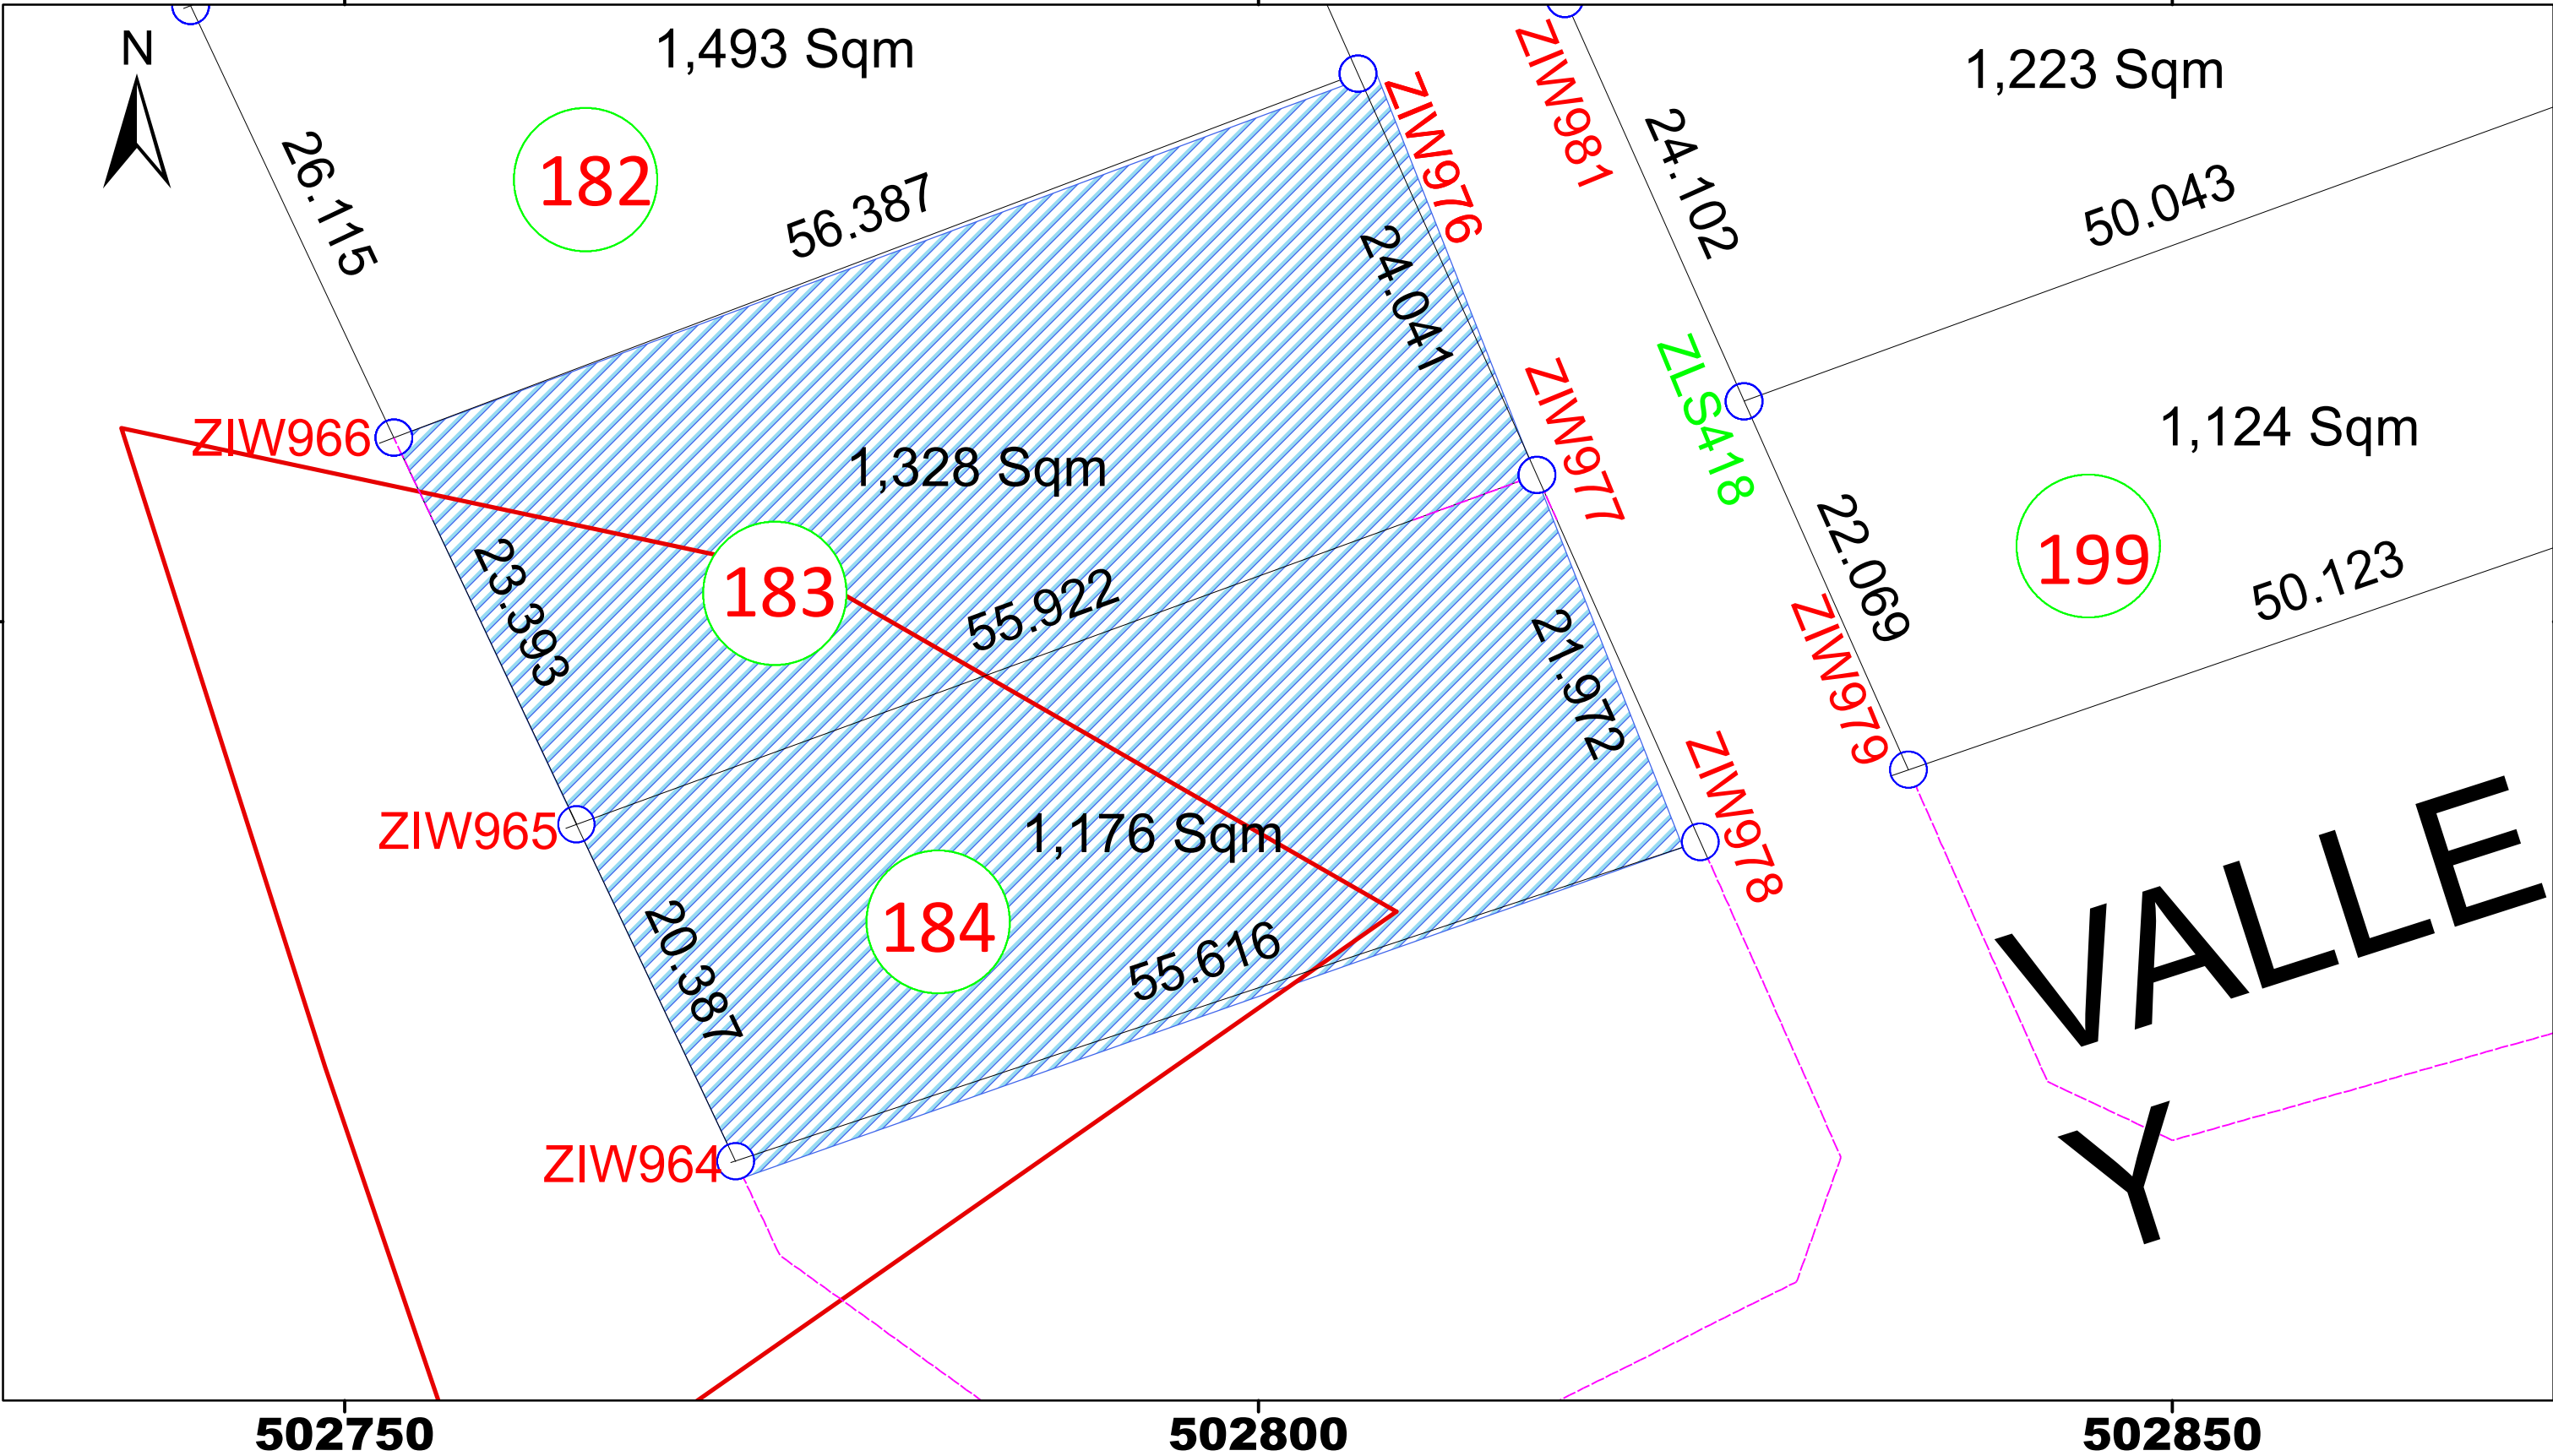 N
1,493 Sqm
1,223 Sqm
ZIW981
ZIW976
26.115
182
56.387
24.102
50.043
24.041
ZIW966
1,328 Sqm
ZIW977
ZLS418
1,124 Sqm
23.393
183
55.922
22.069
199
50.123
21.972
ZIW979
ZIW965
1,176 Sqm
ZIW978
20.387
184
55.616
VALLE
Y
ZIW964
502750
502800
502850